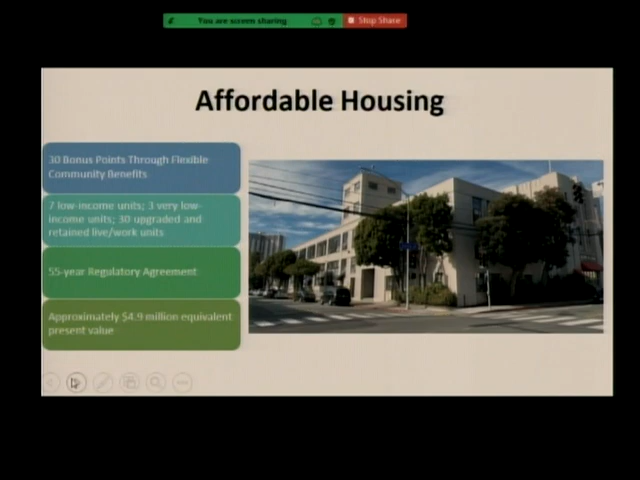 You are screen sharing
Stop Share
Affordable Housing
30 Bonus Points Through Flexible
Community Benefits
7 low-income units; 3 very low-
income units; 30 upgraded and
retained live/work units
55-year Regulatory Agreement
Approximately $4.9 million equivalent
present value